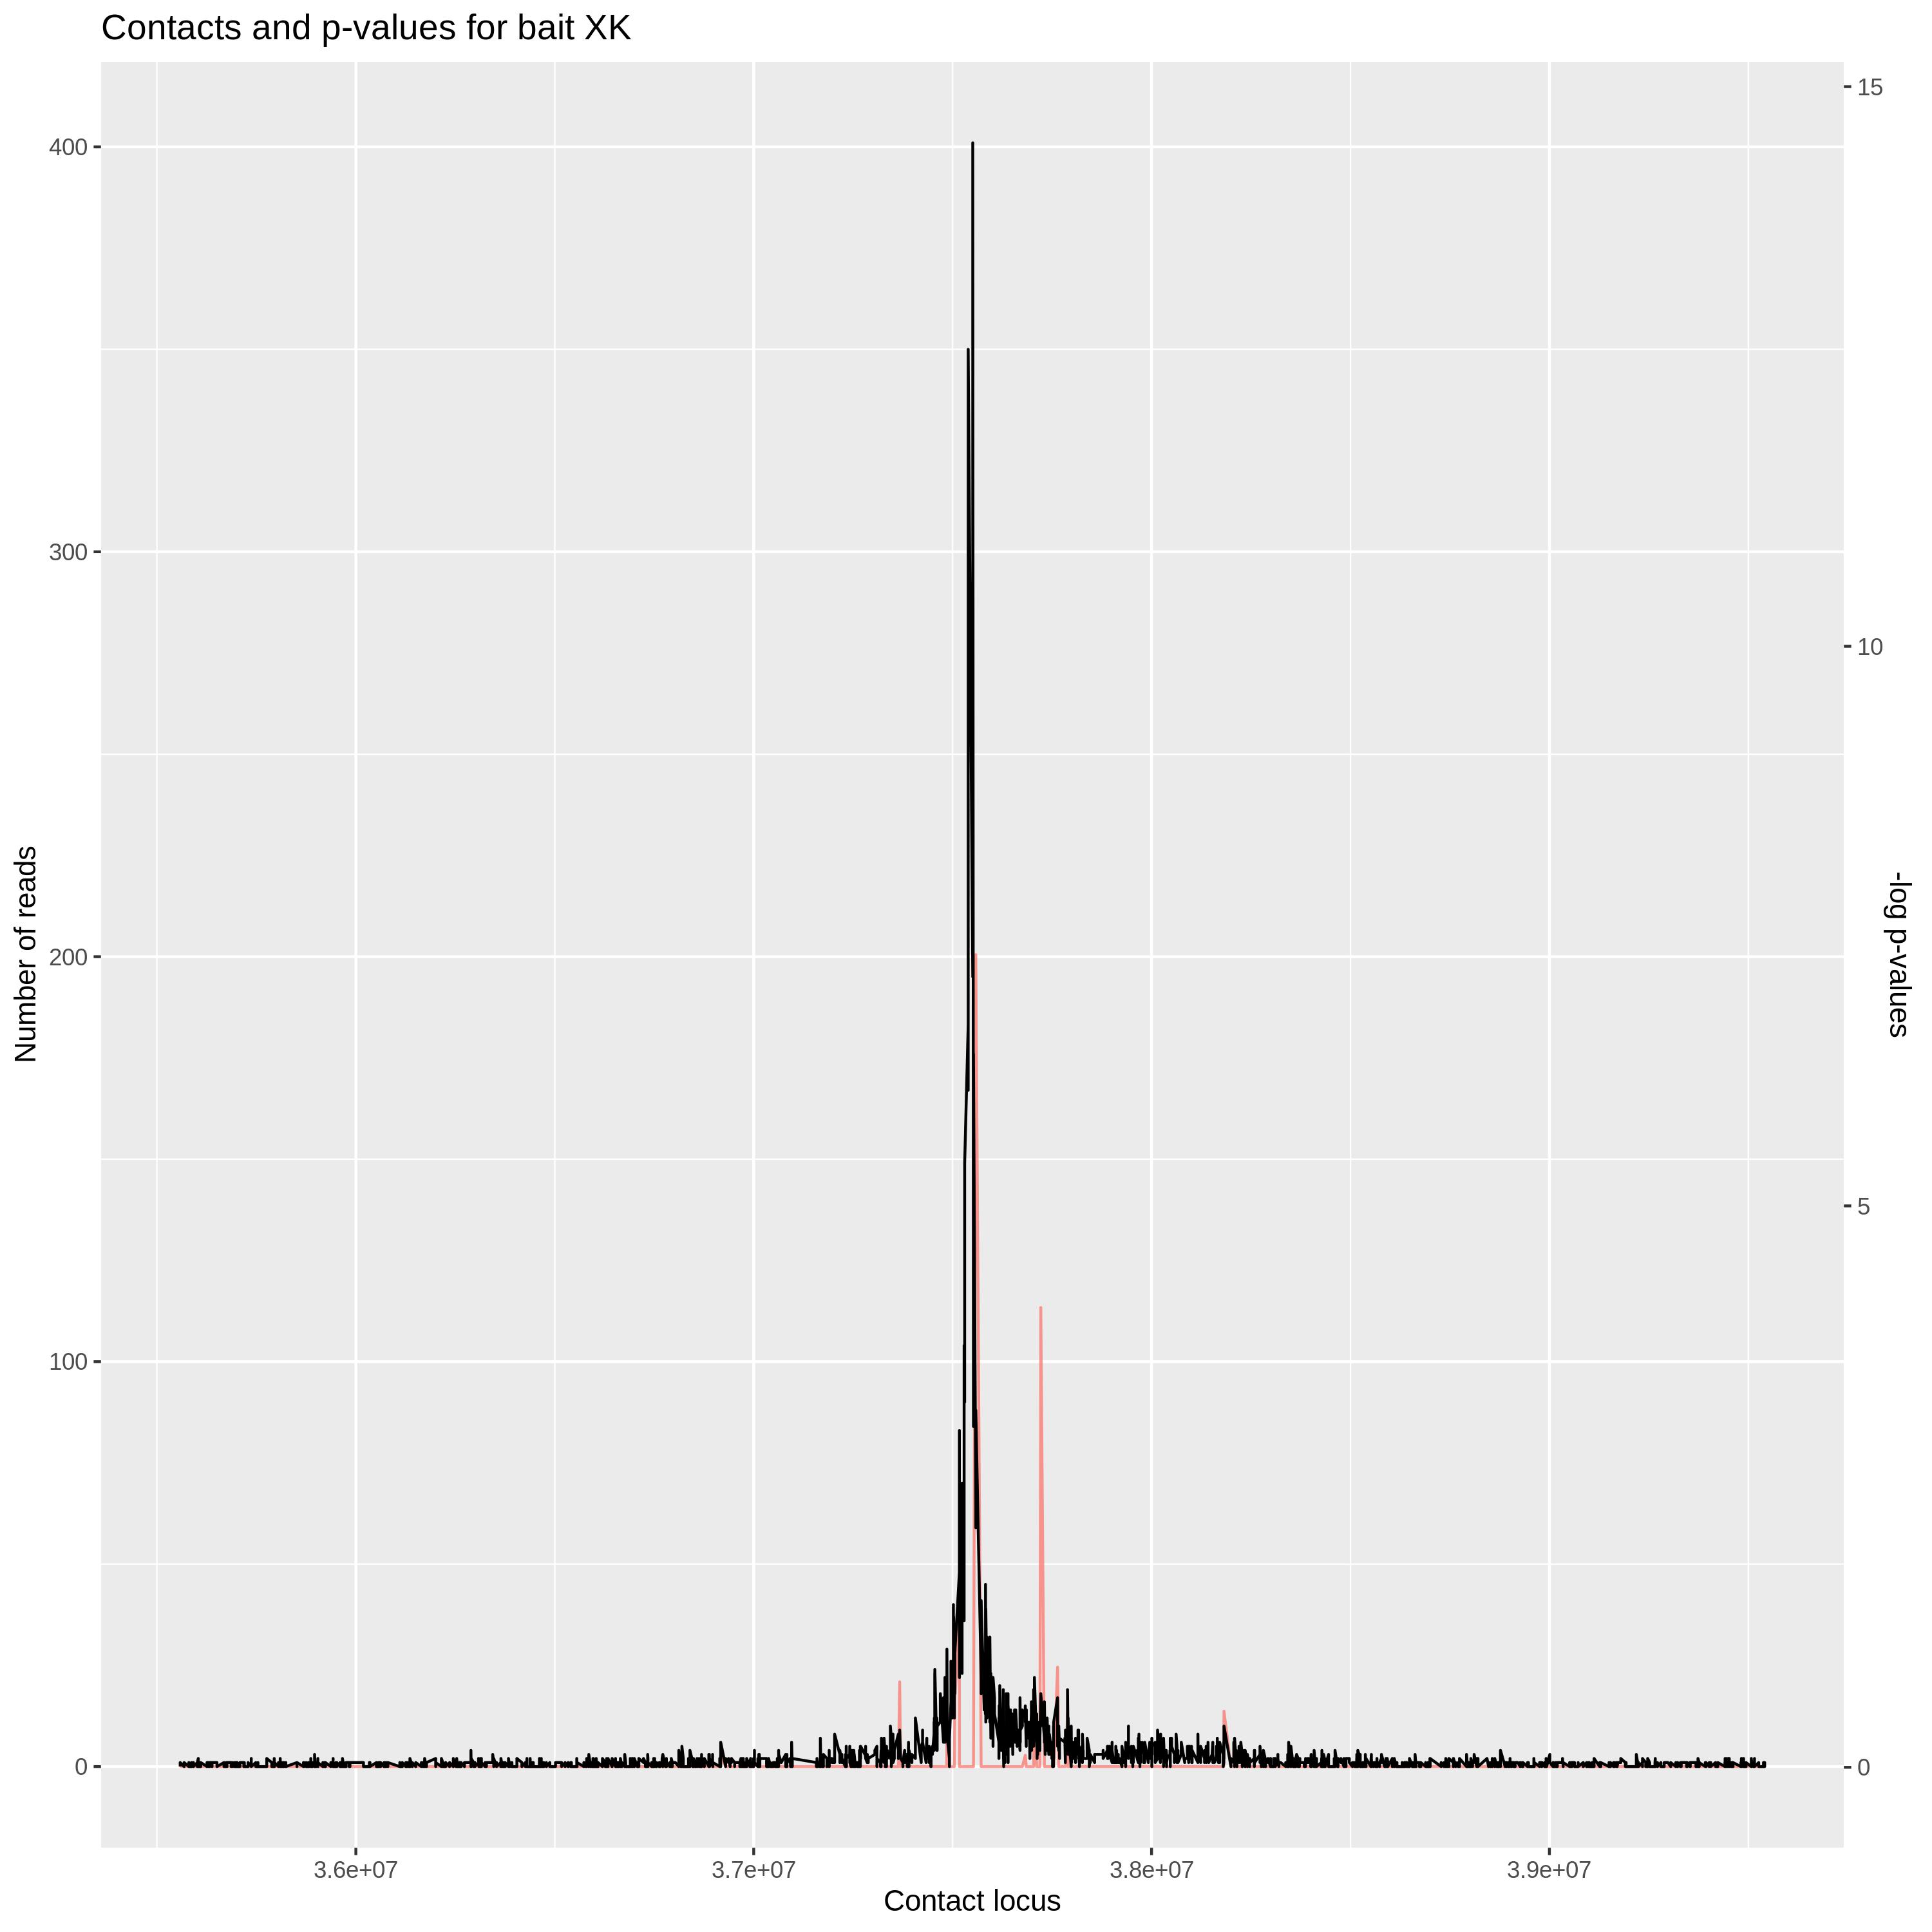 Contacts and p-values for bait XK
400
300
200
100
0
15
10
5
0
Number of reads
-log p-values
3.6e+07 3.7e+07 3.8e+07 3.9e+07
Contact locus